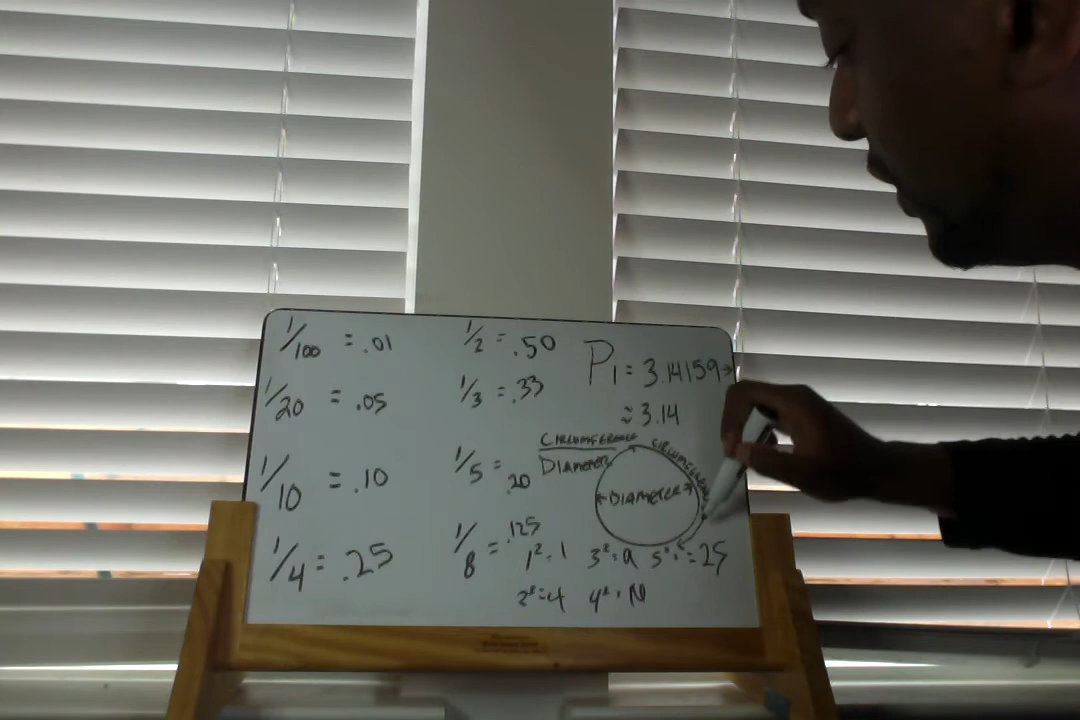 1/100 = .01
1/20 = .05
1/10 = .10
1/4 = .25
1/2 = .50
1/3 = .33
1/5 = .20
1/8 = .125
Pi = 3.14159→
≈ 3.14
CIRCUMFERENCE
DIAMETER
CIRCUMFERENCE
←DIAMETER→
1² = 1 3² = 9 5² = 25
2² = 4 4² =